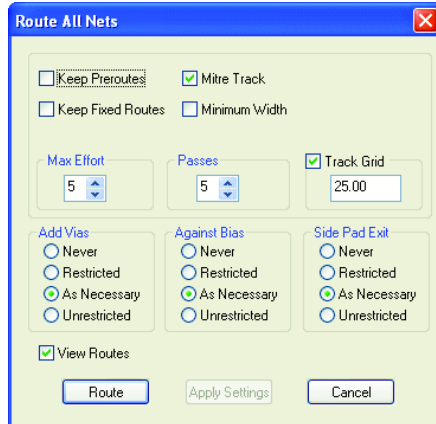 Route All Nets
Keep Preroutes Mitre Track
Keep Fixed Routes Minimum Width
Max Effort Passes Track Grid
5 5 25.00
Add Vias Against Bias Side Pad Exit
Never Never Never
Restricted Restricted Restricted
As Necessary As Necessary As Necessary
Unrestricted Unrestricted Unrestricted
View Routes
Route Apply Settings Cancel